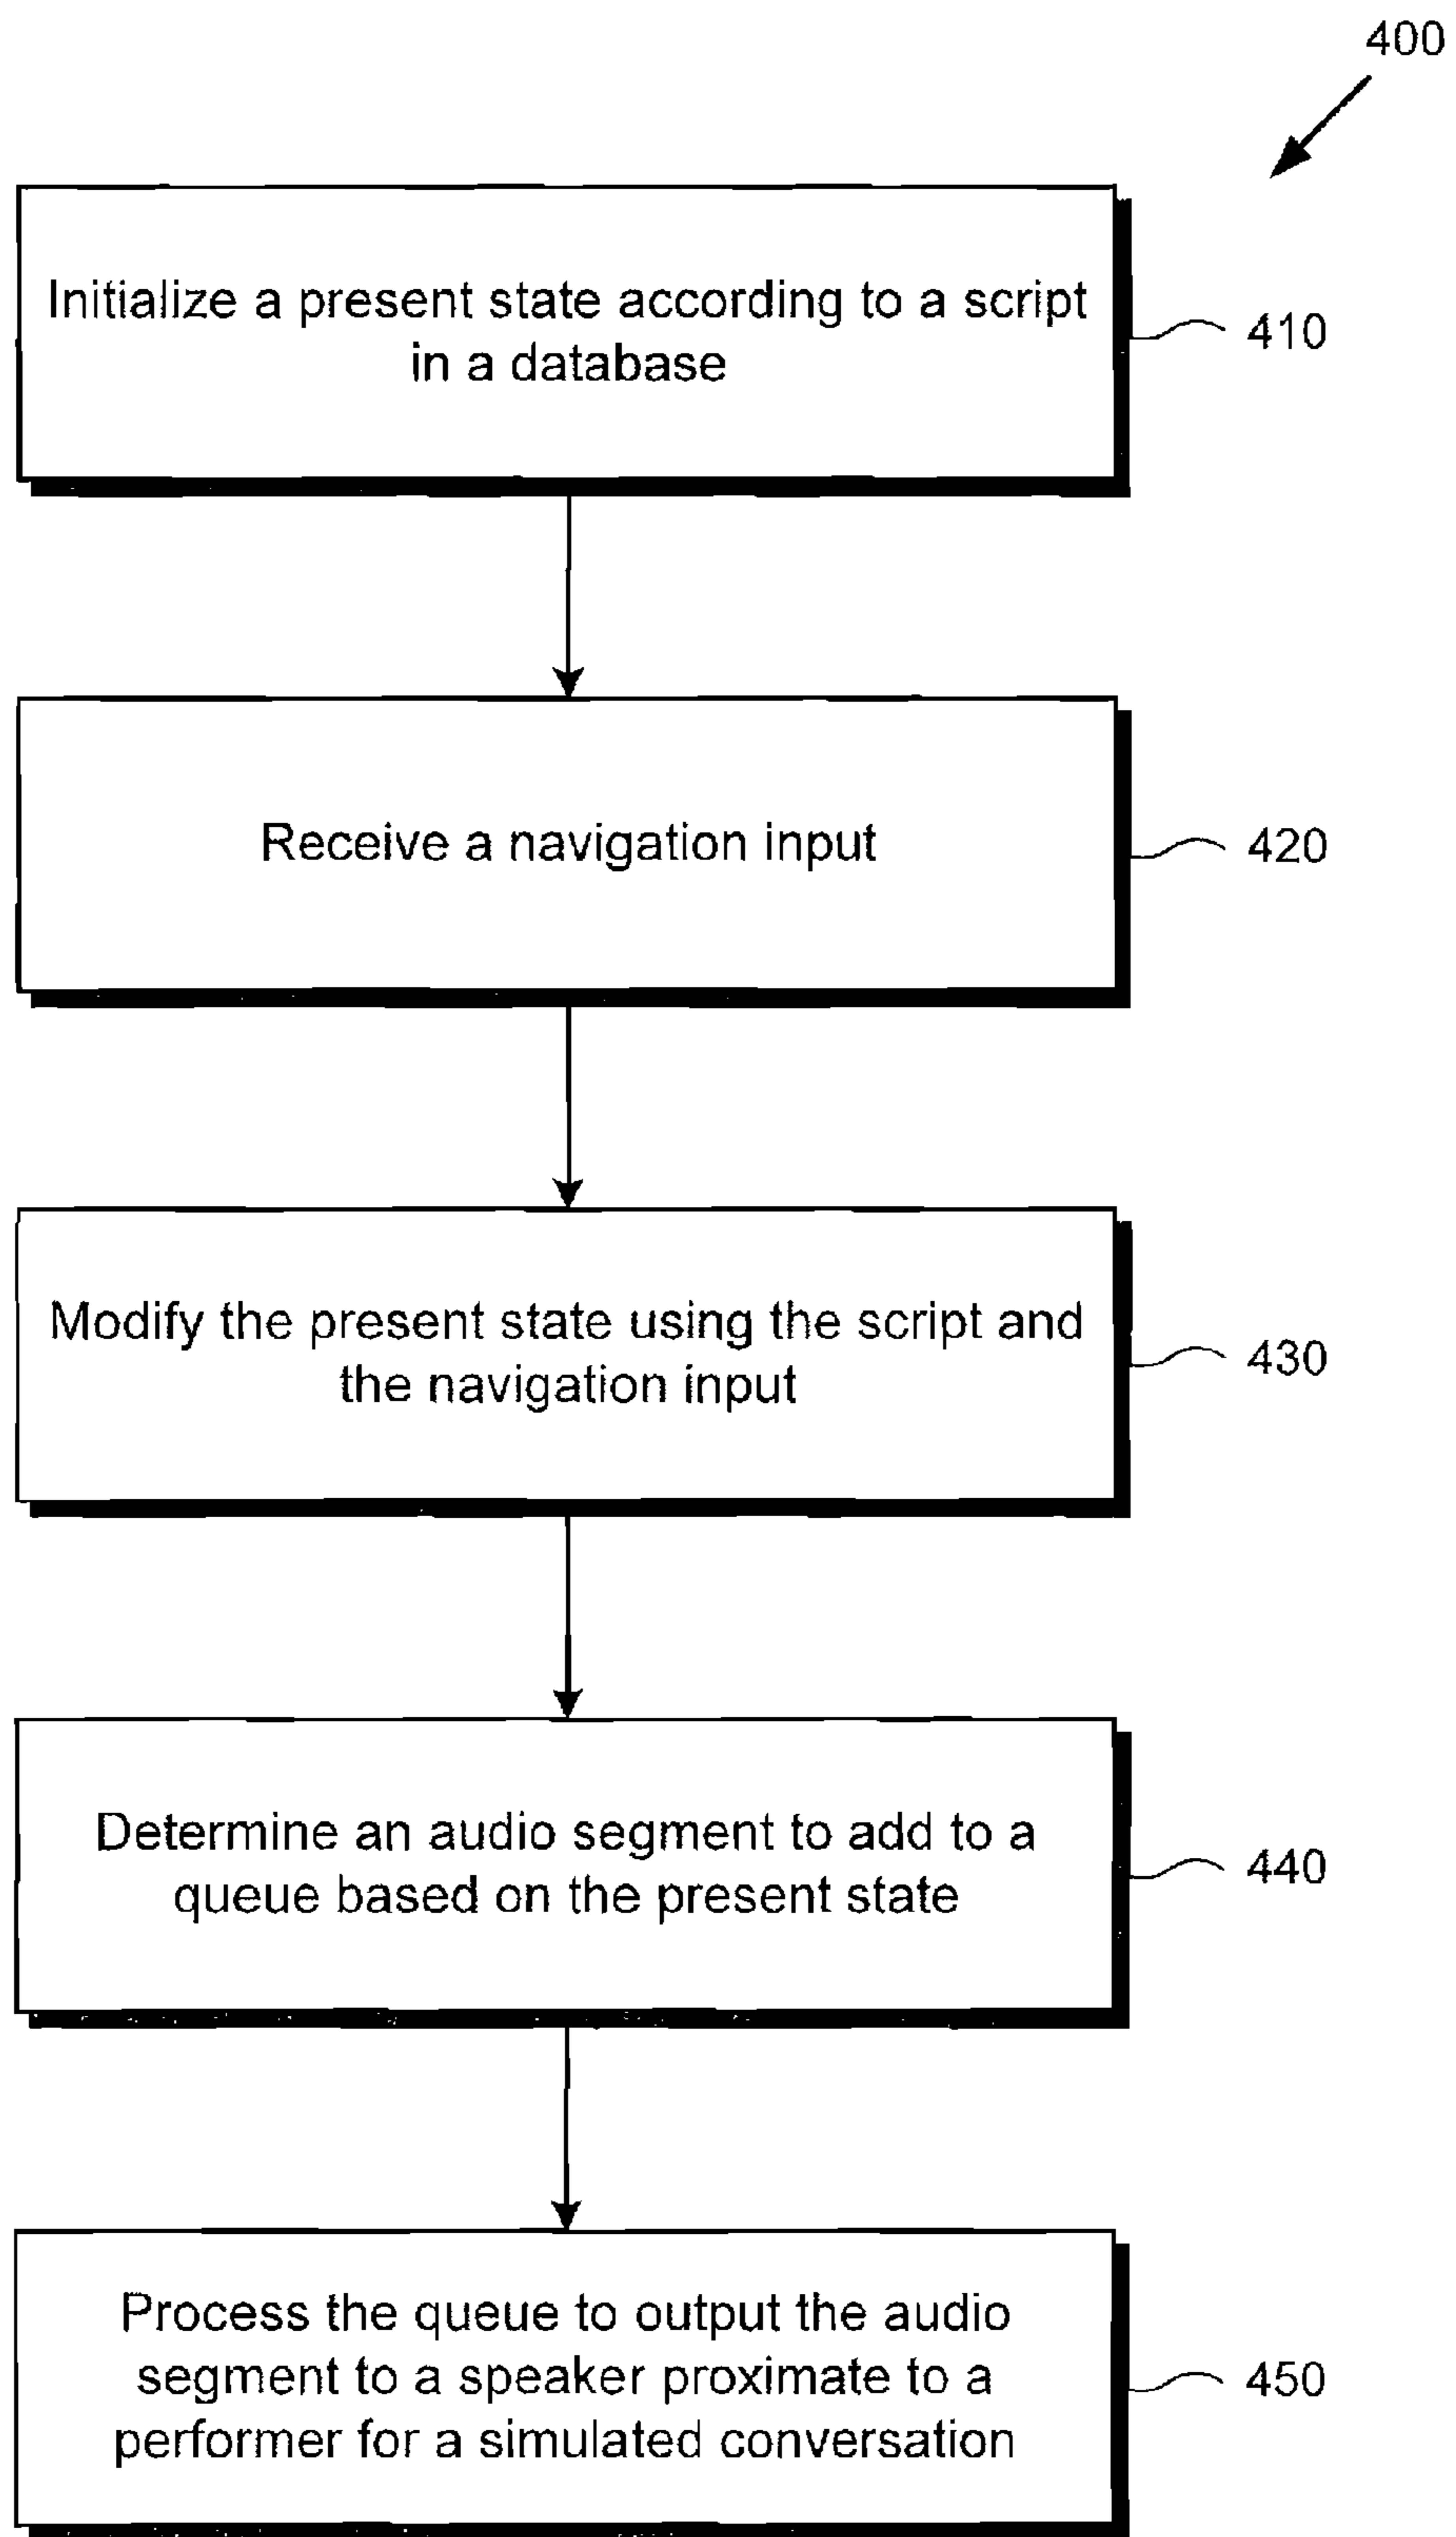 400
Initialize a present state according to a script
in a database
410
Receive a navigation input
420
Modify the present state using the script and
the navigation input
430
Determine an audio segment to add to a
queue based on the present state
440
Process the queue to output the audio
segment to a speaker proximate to a
performer for a simulated conversation
450